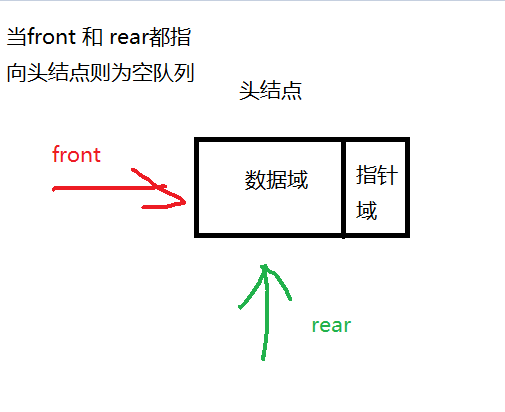 当front 和 rear都指
向头结点则为空队列
头结点
front
数据域
指针
域
rear